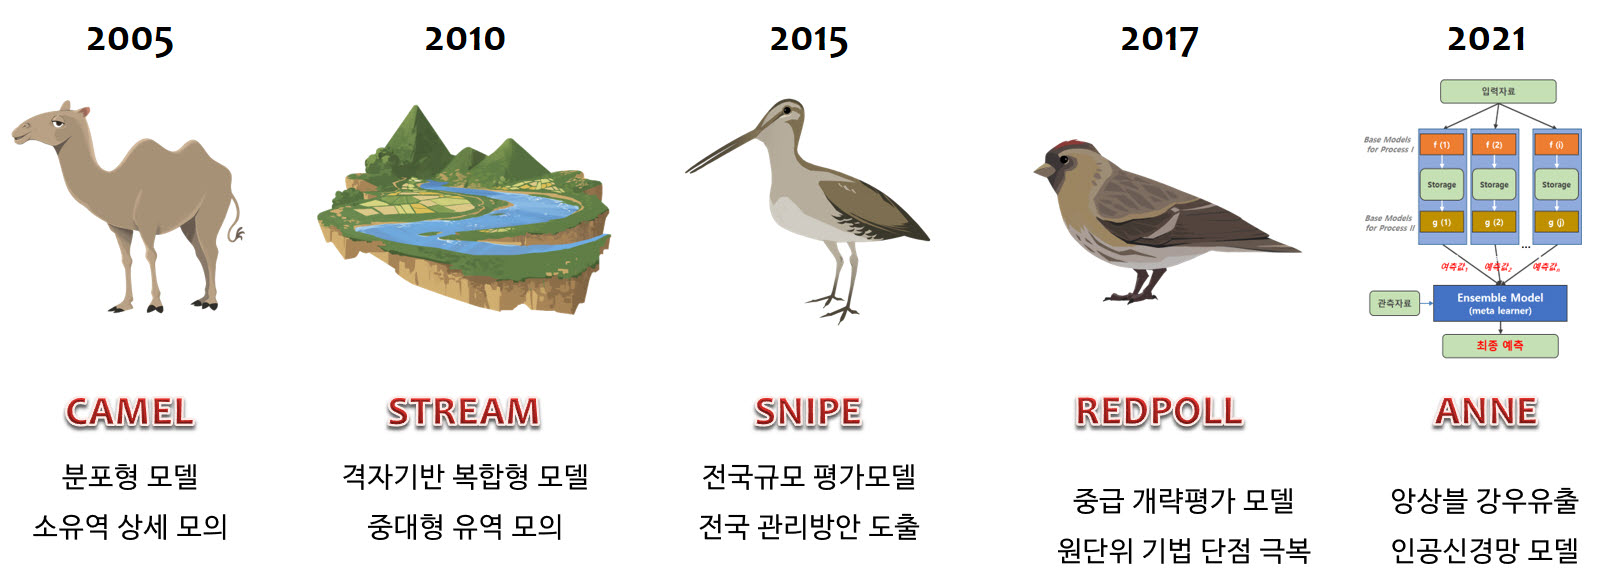 2005
2010
2015
2017
2021
입력자료
Base Models
for Process I
f (1)
f (2)
f (i)
Storage
Storage
Storage
Base Models
for Process II
g (1)
g (2)
g (j)
...
예측값1
예측값2
예측값n
관측자료
Ensemble Model
(meta learner)
최종 예측
CAMEL
분포형 모델
소유역 상세 모의
STREAM
격자기반 복합형 모델
중대형 유역 모의
SNIPE
전국규모 평가모델
전국 관리방안 도출
REDPOLL
중급 개략평가 모델
원단위 기법 단점 극복
ANNE
앙상블 강우유출
인공신경망 모델